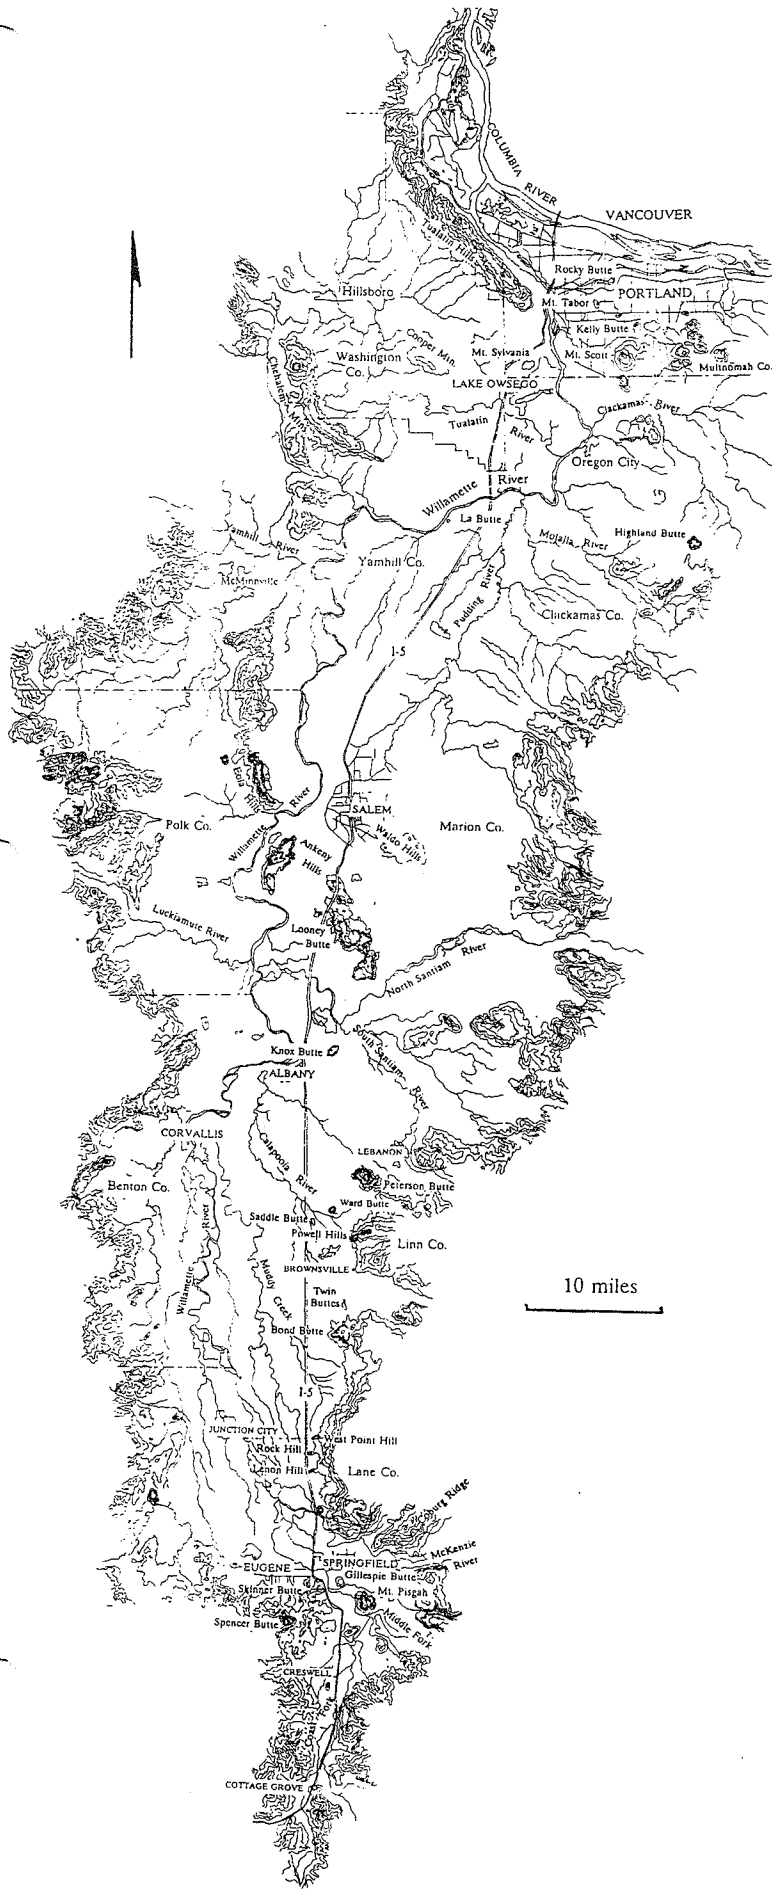 COLUMBIA
RIVER
VANCOUVER
Tualatin Hills
Rocky Butte
Hillsboro
PORTLAND
Mt. Tabor
Kelly Butte
Cooper Mtn.
Mt. Sylvania
Mt. Scott
Washington
Co.
Multnomah Co.
LAKE OWSEGO
Chehalem Mtns
Clackamas River
Tualatin
River
Oregon City
Willamette
River
La Butte
Yamhill River
Molalla River
Highland Butte
Yamhill Co.
McMinnville
Pudding River
Clackamas Co.
I-5
Eola Hills
River
SALEM
Polk Co.
Marion Co.
Willamette
Waldo Hills
Ankeny
Hills
Luckiamute River
Looney
Butte
North Santiam River
South Santiam
River
Knox Butte
ALBANY
CORVALLIS
Calapooia
River
LEBANON
Benton Co.
Peterson Butte
Ward Butte
Saddle Butte
Powell Hills
Linn Co.
Willamette
River
BROWNSVILLE
Muddy
Creek
Twin
Buttes
10 miles
Bond Butte
I-5
JUNCTION CITY
West Point Hill
Rock Hill
Lenon Hill
Lane Co.
Ridge
McKenzie
River
SPRINGFIELD
EUGENE
Gillespie Butte
Skinner Butte
Mt. Pisgah
Spencer Butte
Middle Fork
CRESWELL
Coast Fork
COTTAGE GROVE